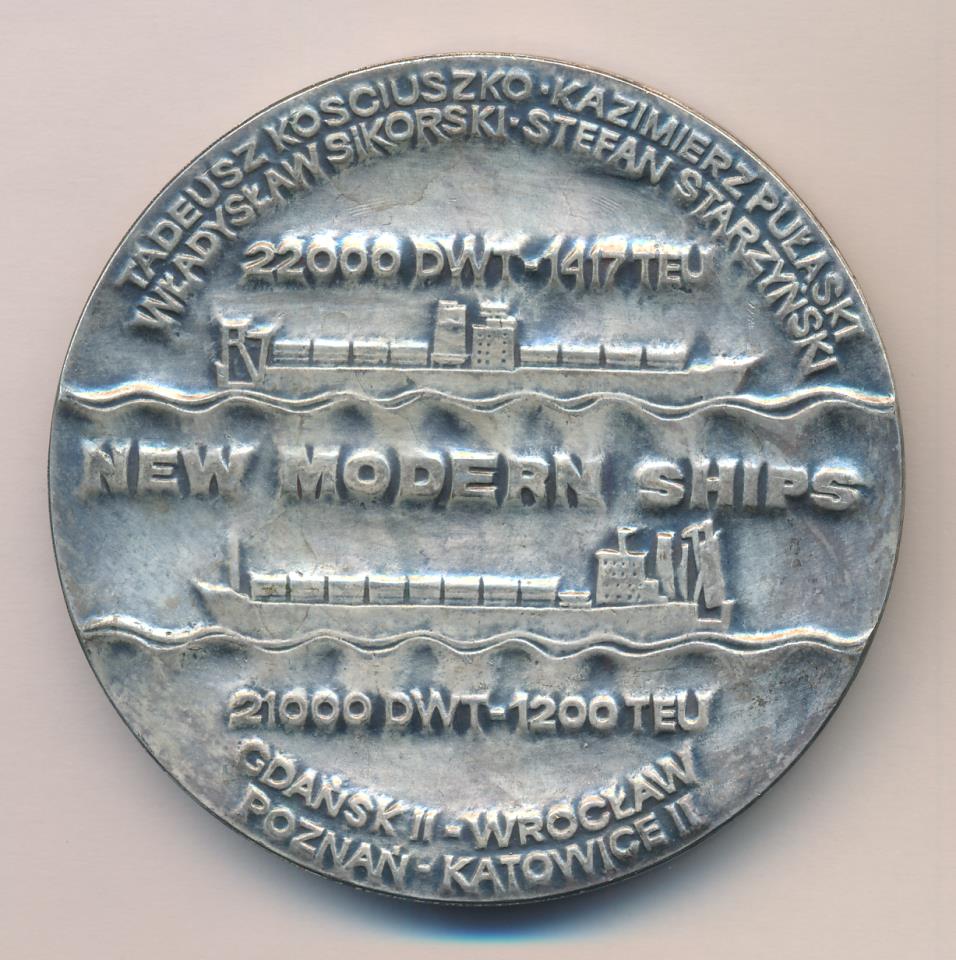 TADEUSZ KOŚCIUSZKO · KAZIMIERZ PUŁASKI
WŁADYSŁAW SIKORSKI · STEFAN STARZYŃSKI
22000 DWT - 1417 TEU
NEW MODERN SHIPS
21000 DWT - 1200 TEU
GDAŃSK II - WROCŁAW
POZNAŃ - KATOWICE II